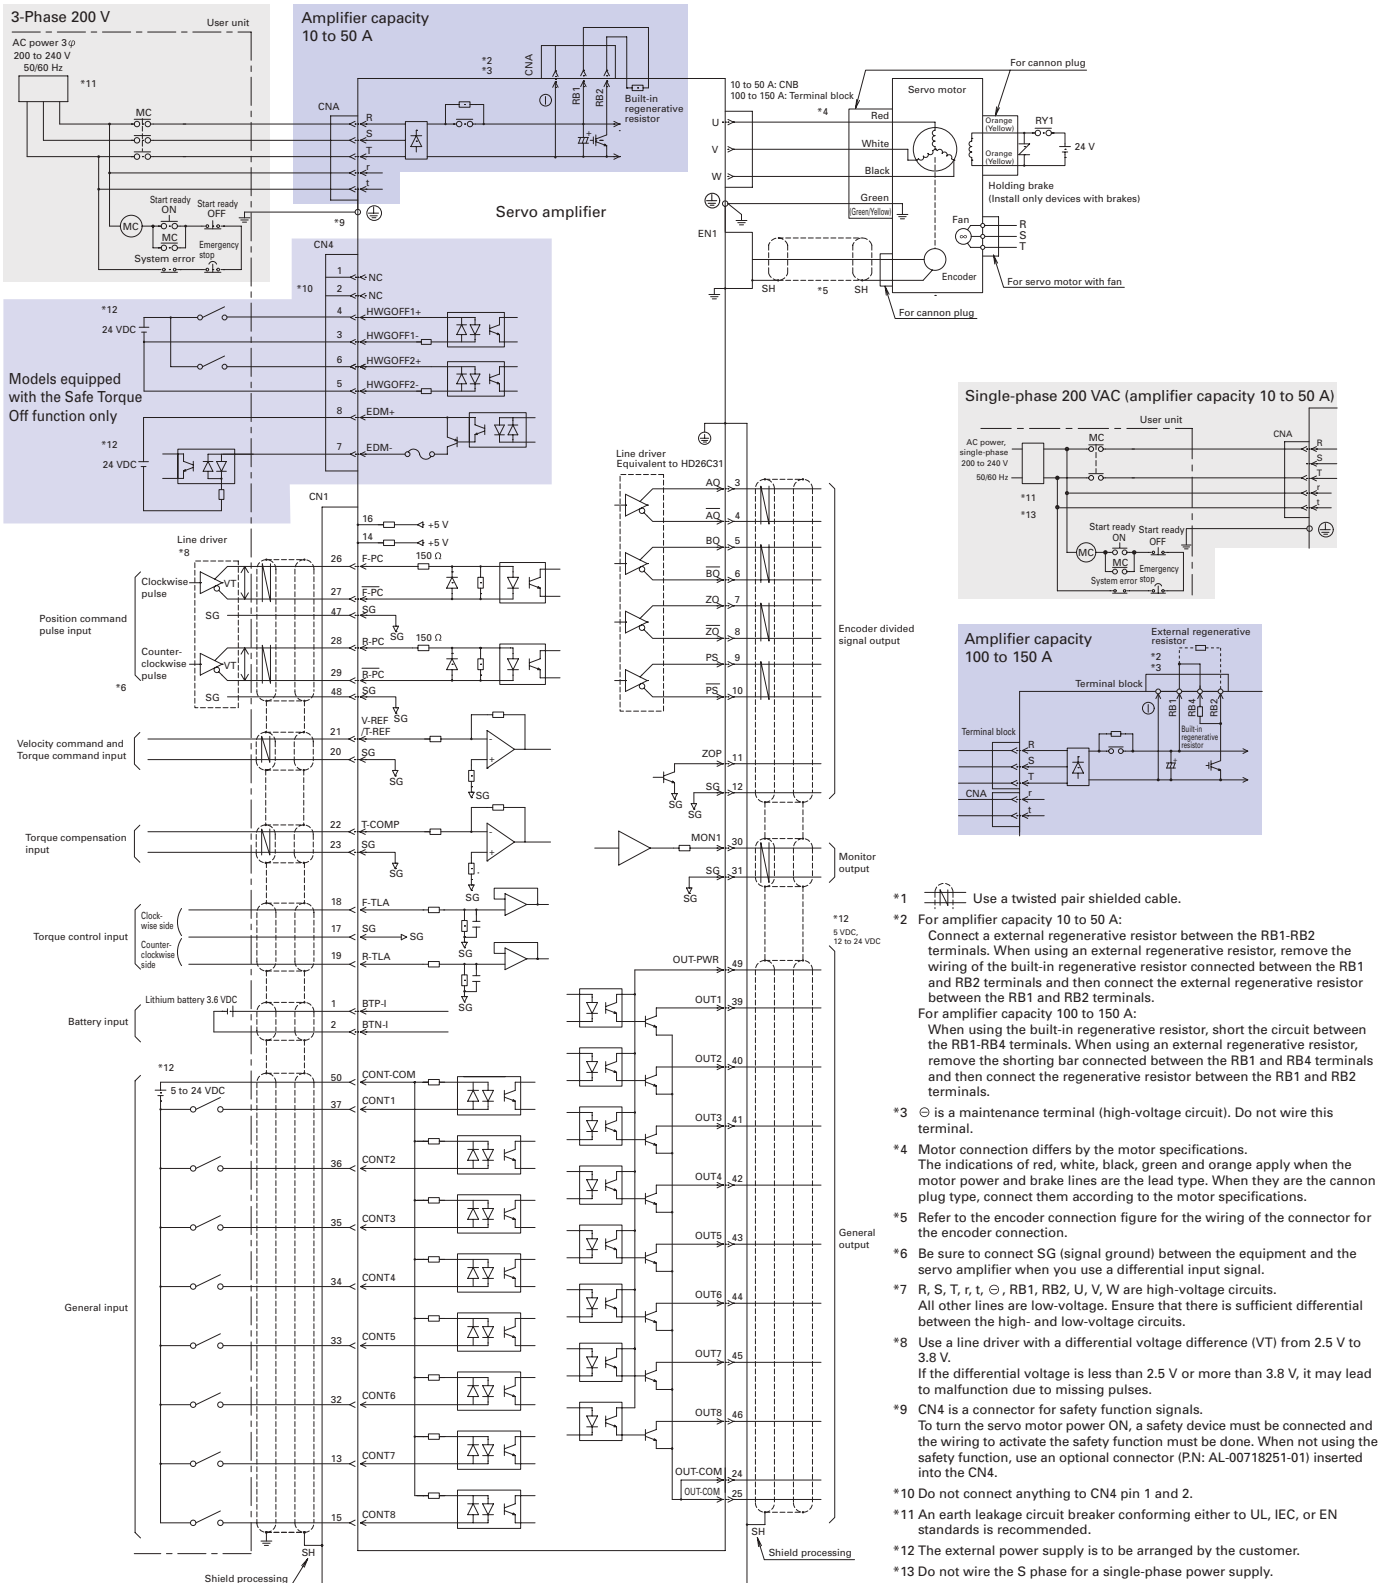 3-Phase 200 V
User unit
AC power 3φ
200 to 240 V
50/60 Hz
*11
MC
Start ready
ON
Start ready
OFF
MC
MC
System error
Emergency
stop
Amplifier capacity
10 to 50 A
*2
*3
CNA
⊖
RB1
RB2
Built-in
regenerative
resistor
CNA
R
S
T
r
t
*9
Servo amplifier
10 to 50 A: CNB
100 to 150 A: Terminal block
*4
U
V
W
Red
White
Black
Green
(Green/Yellow)
For cannon plug
Servo motor
Orange
(Yellow)
Orange
(Yellow)
RY1
24 V
Holding brake
(Install only devices with brakes)
Fan
R
S
T
For servo motor with fan
EN1
SH
*5
SH
Encoder
For cannon plug
CN4
*10
1 NC
2 NC
4 HWGOFF1+
3 HWGOFF1-
6 HWGOFF2+
5 HWGOFF2-
8 EDM+
7 EDM-
*12
24 VDC
Models equipped
with the Safe Torque
Off function only
*12
24 VDC
Single-phase 200 VAC (amplifier capacity 10 to 50 A)
User unit
AC power,
single-phase
200 to 240 V
50/60 Hz
*11
*13
MC
CNA
R
S
T
r
t
Start ready
ON
Start ready
OFF
MC
MC
System error
Emergency
stop
Amplifier capacity
100 to 150 A
External regenerative
resistor
*2
*3
Terminal block
⊖
RB1
RB4
RB2
Built-in
regenerative
resistor
Terminal block
R
S
T
CNA
r
t
CN1
16 +5 V
14 +5 V
Line driver
*8
Position command
pulse input
Clockwise
pulse
VT
SG
26 F-PC 150 Ω
27 F-PC
47 SG
SG
Counter-
clockwise
pulse
VT
SG
*6
28 R-PC 150 Ω
29 R-PC
48 SG
SG
Velocity command and
Torque command input
21 V-REF
/T-REF
20 SG
SG
SG
Torque compensation
input
22 T-COMP
23 SG
SG
SG
Torque control input
Clock-
wise side
Counter-
clockwise
side
18 F-TLA
17 SG
SG
SG
19 R-TLA
SG
Battery input
Lithium battery 3.6 VDC
1 BTP-I
2 BTN-I
General input
*12
5 to 24 VDC
50 CONT-COM
37 CONT1
36 CONT2
35 CONT3
34 CONT4
33 CONT5
32 CONT6
13 CONT7
15 CONT8
SH
Shield processing
Line driver
Equivalent to HD26C31
AO 3
AO 4
BO 5
BO 6
ZO 7
ZO 8
PS 9
PS 10
Encoder divided
signal output
ZOP 11
SG 12
SG
SG
MON1 30
SG 31
SG
Monitor
output
*12
5 VDC,
12 to 24 VDC
OUT-PWR 49
OUT1 39
OUT2 40
OUT3 41
OUT4 42
OUT5 43
OUT6 44
OUT7 45
OUT8 46
OUT-COM 24
OUT-COM 25
General
output
SH
Shield processing
*1 Use a twisted pair shielded cable.
*2 For amplifier capacity 10 to 50 A:
Connect a external regenerative resistor between the RB1-RB2
terminals. When using an external regenerative resistor, remove the
wiring of the built-in regenerative resistor connected between the RB1
and RB2 terminals and then connect the external regenerative resistor
between the RB1 and RB2 terminals.
For amplifier capacity 100 to 150 A:
When using the built-in regenerative resistor, short the circuit between
the RB1-RB4 terminals. When using an external regenerative resistor,
remove the shorting bar connected between the RB1 and RB4 terminals
and then connect the regenerative resistor between the RB1 and RB2
terminals.
*3 ⊖ is a maintenance terminal (high-voltage circuit). Do not wire this
terminal.
*4 Motor connection differs by the motor specifications.
The indications of red, white, black, green and orange apply when the
motor power and brake lines are the lead type. When they are the cannon
plug type, connect them according to the motor specifications.
*5 Refer to the encoder connection figure for the wiring of the connector for
the encoder connection.
*6 Be sure to connect SG (signal ground) between the equipment and the
servo amplifier when you use a differential input signal.
*7 R, S, T, r, t, ⊖, RB1, RB2, U, V, W are high-voltage circuits.
All other lines are low-voltage. Ensure that there is sufficient differential
between the high- and low-voltage circuits.
*8 Use a line driver with a differential voltage difference (VT) from 2.5 V to
3.8 V.
If the differential voltage is less than 2.5 V or more than 3.8 V, it may lead
to malfunction due to missing pulses.
*9 CN4 is a connector for safety function signals.
To turn the servo motor power ON, a safety device must be connected and
the wiring to activate the safety function must be done. When not using the
safety function, use an optional connector (P.N: AL-00718251-01) inserted
into the CN4.
*10 Do not connect anything to CN4 pin 1 and 2.
*11 An earth leakage circuit breaker conforming either to UL, IEC, or EN
standards is recommended.
*12 The external power supply is to be arranged by the customer.
*13 Do not wire the S phase for a single-phase power supply.